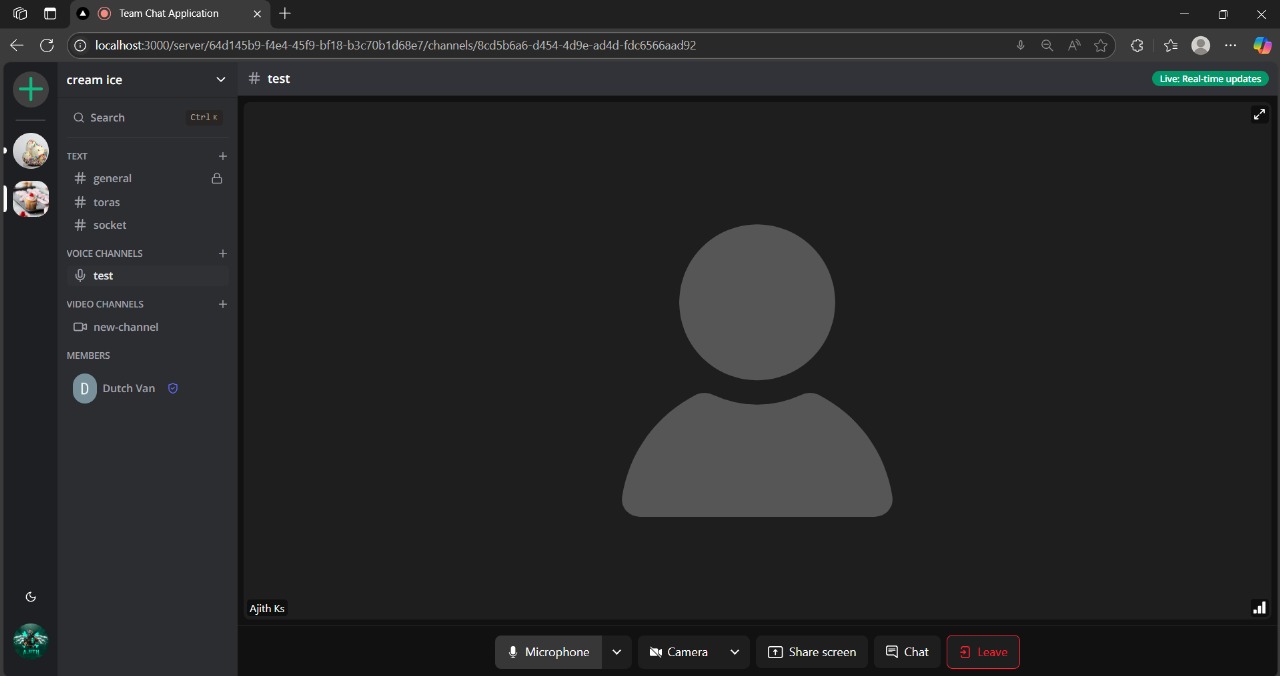 Team Chat Application
localhost:3000/server/64d145b9-f4e4-45f9-bf18-b3c70b1d68e7/channels/8cd5b6a6-d454-4d9e-ad4d-fdc6566aad92
cream ice
# test
Live: Real-time updates
Search Ctrl K
TEXT
# general
# toras
# socket
VOICE CHANNELS
test
VIDEO CHANNELS
new-channel
MEMBERS
D Dutch Van
Ajith Ks
Microphone
Camera
Share screen
Chat
Leave